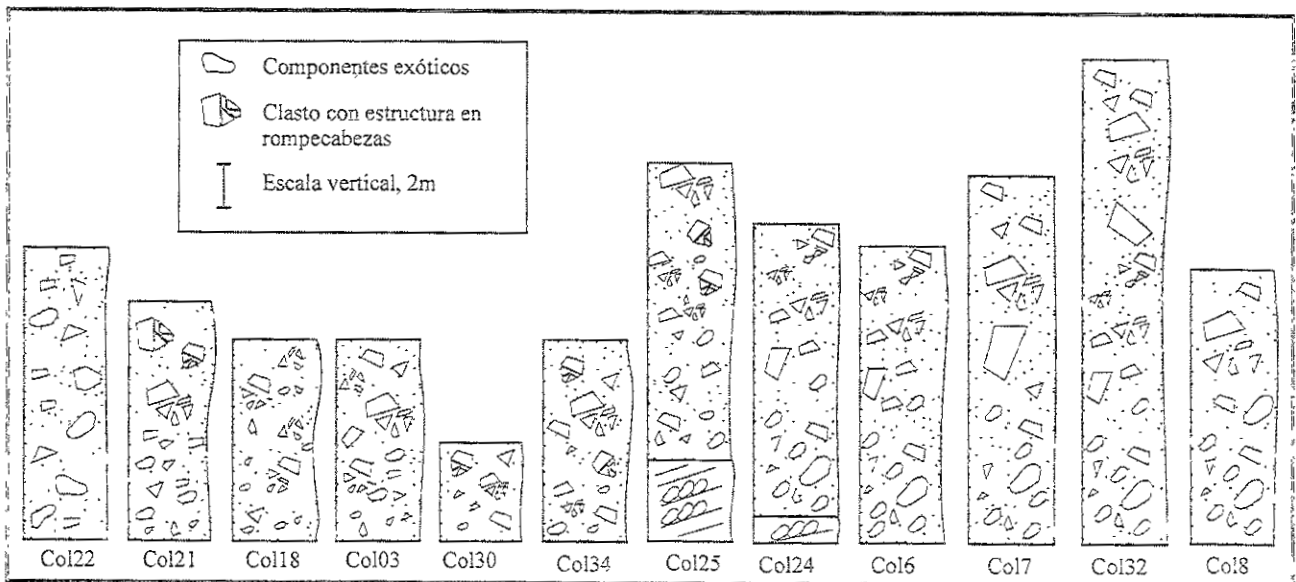 Componentes exóticos
Clasto con estructura en
rompecabezas
Escala vertical, 2m
Col22 Col21 Col18 Col03 Col30 Col34 Col25 Col24 Col6 Col7 Col32 Col8